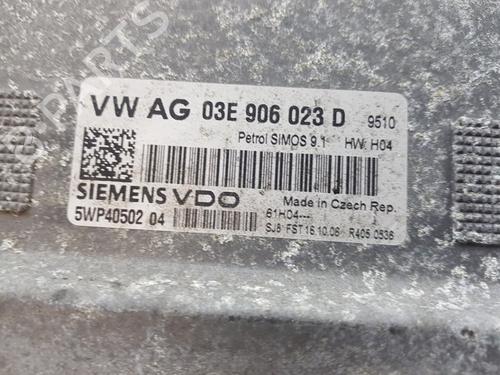 VW AG 03E 906 023 D 9510
Petrol SIMOS 9.1 HW: H04
SIEMENS VDO Made in Czech Rep.
5WP40502 04 61H04---
SJ8 FST 16.10.06 R405 0536